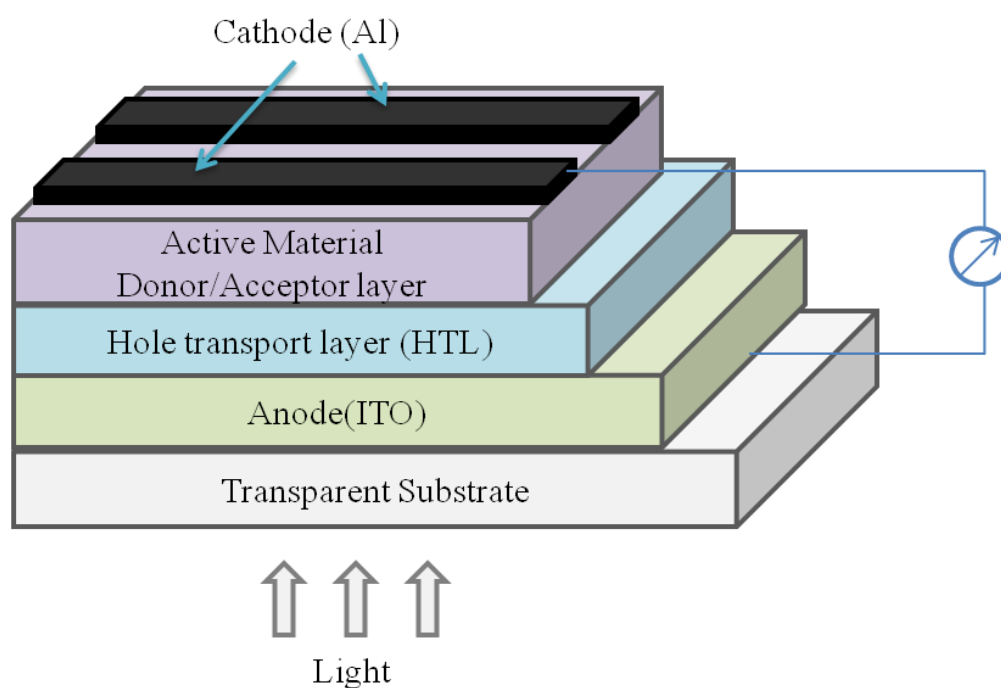 Cathode (Al)
Active Material
Donor/Acceptor layer
Hole transport layer (HTL)
Anode(ITO)
Transparent Substrate
Light